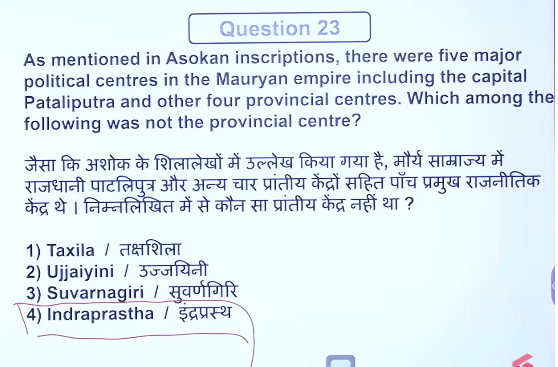 Question 23
As mentioned in Asokan inscriptions, there were five major
political centres in the Mauryan empire including the capital
Pataliputra and other four provincial centres. Which among the
following was not the provincial centre?
जैसा कि अशोक के शिलालेखों में उल्लेख किया गया है, मौर्य साम्राज्य में
राजधानी पाटलिपुत्र और अन्य चार प्रांतीय केंद्रों सहित पाँच प्रमुख राजनीतिक
केंद्र थे । निम्नलिखित में से कौन सा प्रांतीय केंद्र नहीं था ?
1) Taxila / तक्षशिला
2) Ujjaiyini / उज्जयिनी
3) Suvarnagiri / सुवर्णगिरि
4) Indraprastha / इंद्रप्रस्थ